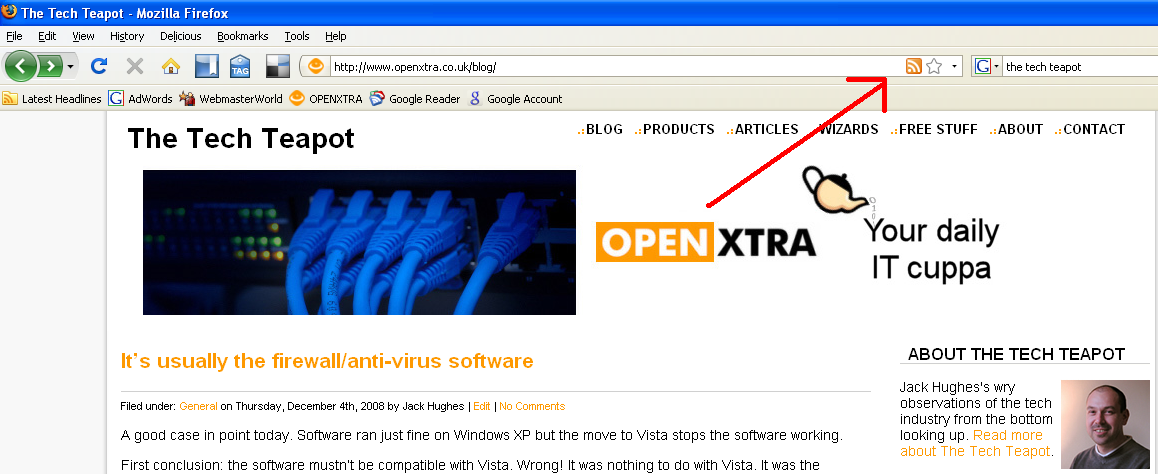 The Tech Teapot - Mozilla Firefox
File Edit View History Delicious Bookmarks Tools Help
TAG
http://www.openxtra.co.uk/blog/
G
the tech teapot
Latest Headlines G AdWords WebmasterWorld OPENXTRA Google Reader g Google Account
The Tech Teapot
.:BLOG .:PRODUCTS .:ARTICLES .:WIZARDS .:FREE STUFF .:ABOUT .:CONTACT
OPENXTRA
Your daily
IT cuppa
It's usually the firewall/anti-virus software
Filed under: General on Thursday, December 4th, 2008 by Jack Hughes | Edit | No Comments
A good case in point today. Software ran just fine on Windows XP but the move to Vista stops the software working.
First conclusion: the software mustn't be compatible with Vista. Wrong! It was nothing to do with Vista. It was the
ABOUT THE TECH TEAPOT
Jack Hughes's wry
observations of the tech
industry from the bottom
looking up. Read more
about The Tech Teapot.